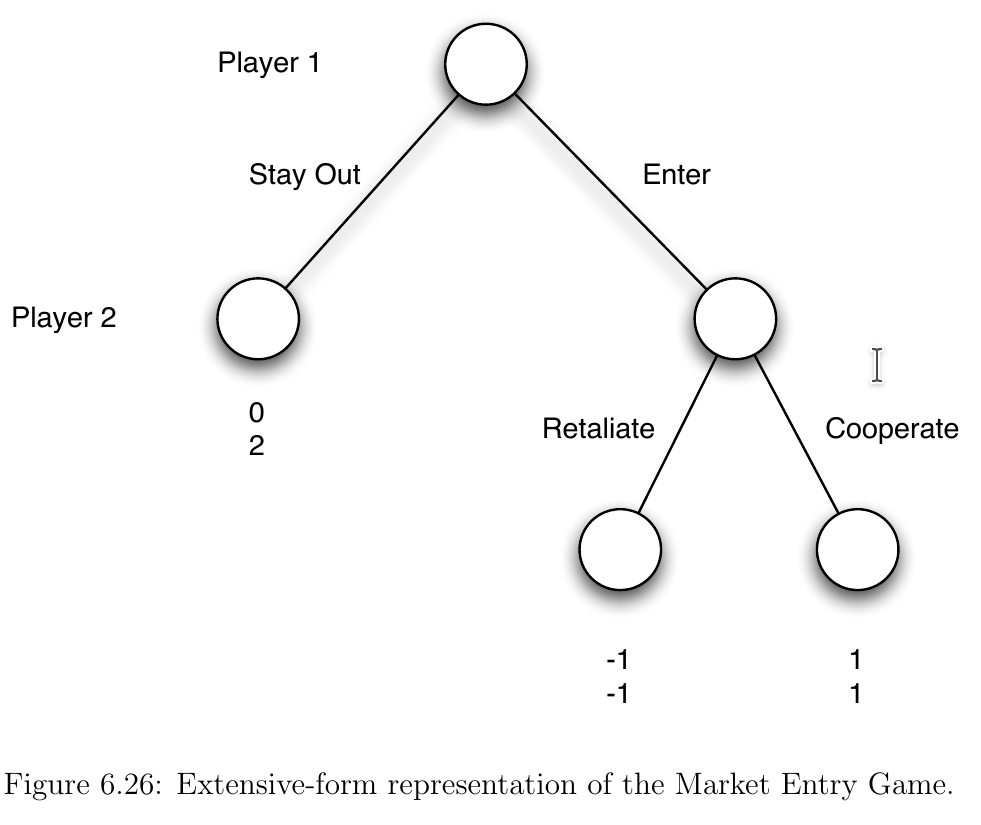 Player 1
Stay Out
Enter
Player 2
0
2
Retaliate
Cooperate
-1
-1
1
1
Figure 6.26: Extensive-form representation of the Market Entry Game.